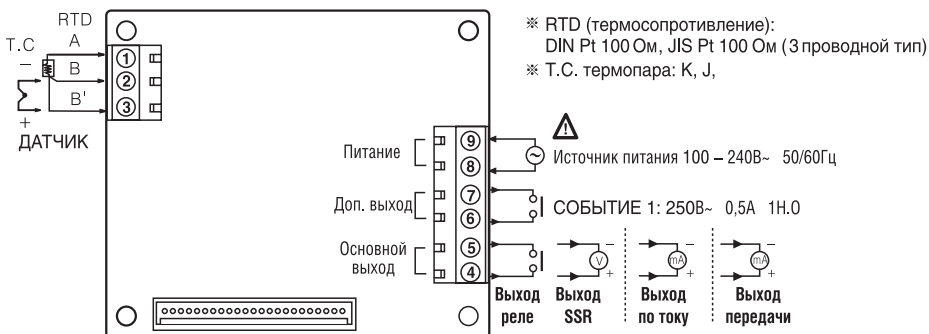 RTD
※ RTD (термосопротивление):
DIN Pt 100 Ом, JIS Pt 100 Ом (3 проводной тип)
※ T.C. термопара: K, J,
T.C
A
B
B'
–
+
ДАТЧИК
1
2
3
Питание
9
8
Источник питания 100 – 240В~ 50/60Гц
Доп. выход
7
6
СОБЫТИЕ 1: 250В~ 0,5А 1Н.О
Основной
выход
5
4
– – –
V mA mA
+ + +
Выход Выход Выход Выход
реле SSR по току передачи